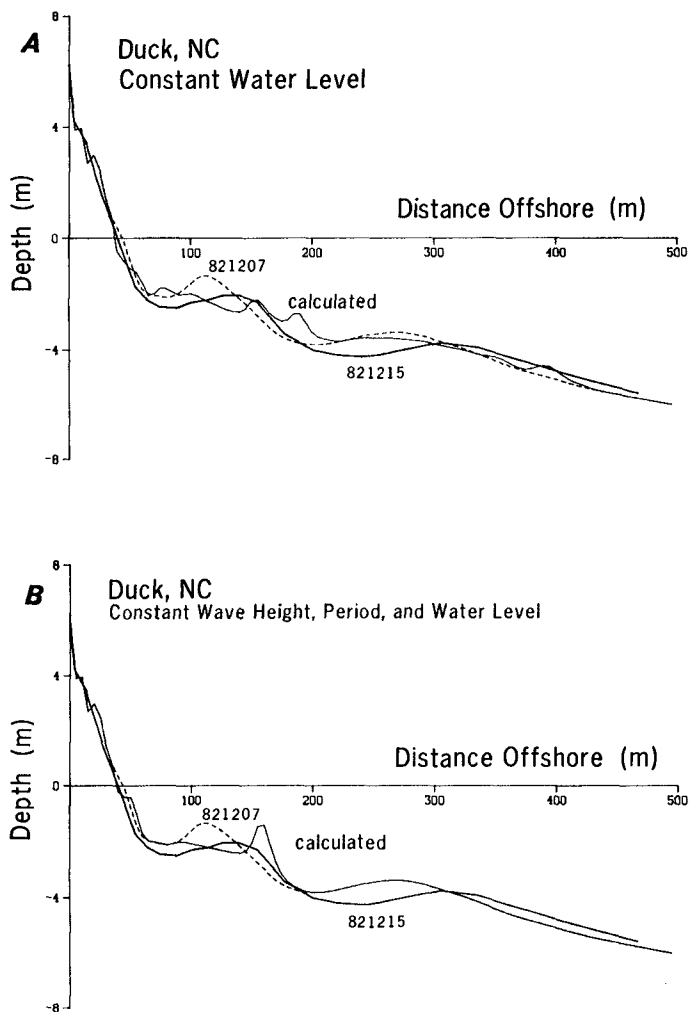 A
Duck, NC
Constant Water Level
8
4
0
-4
-8
Depth (m)
Distance Offshore (m)
100
200
300
400
500
821207
calculated
821215
B
Duck, NC
Constant Wave Height, Period, and Water Level
8
4
0
-4
-8
Depth (m)
Distance Offshore (m)
100
200
300
400
500
821207
calculated
821215